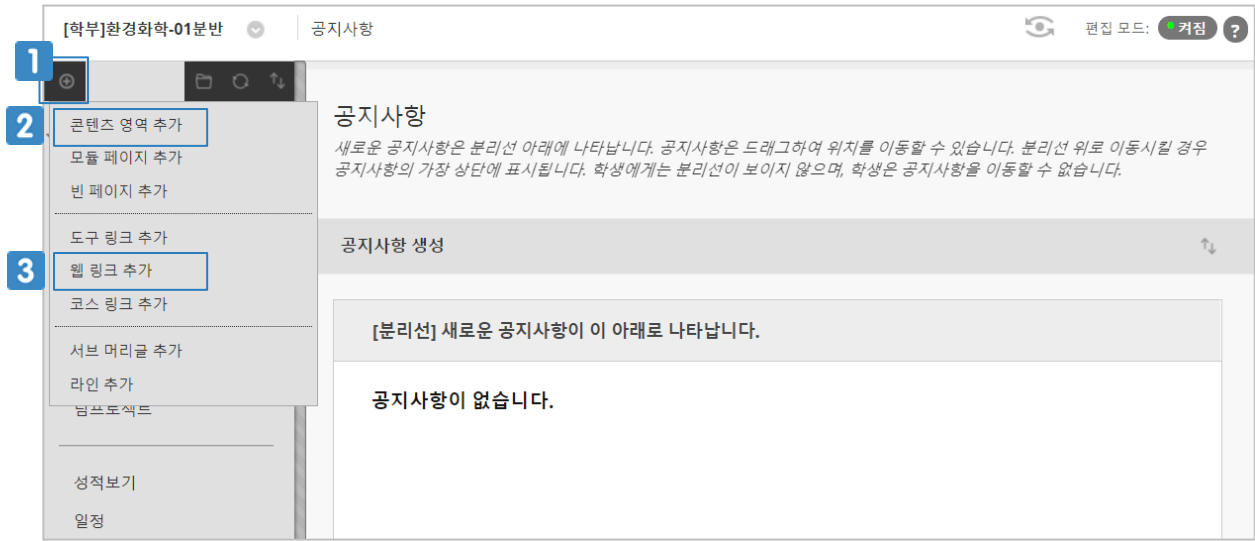 [학부]환경화학-01분반
공지사항
편집 모드: 켜짐 ?
1
2
콘텐츠 영역 추가
모듈 페이지 추가
빈 페이지 추가
도구 링크 추가
3
웹 링크 추가
코스 링크 추가
서브 머리글 추가
라인 추가
팀프로젝트
성적보기
일정
공지사항
새로운 공지사항은 분리선 아래에 나타납니다. 공지사항은 드래그하여 위치를 이동할 수 있습니다. 분리선 위로 이동시킬 경우
공지사항의 가장 상단에 표시됩니다. 학생에게는 분리선이 보이지 않으며, 학생은 공지사항을 이동할 수 없습니다.
공지사항 생성
[분리선] 새로운 공지사항이 이 아래로 나타납니다.
공지사항이 없습니다.